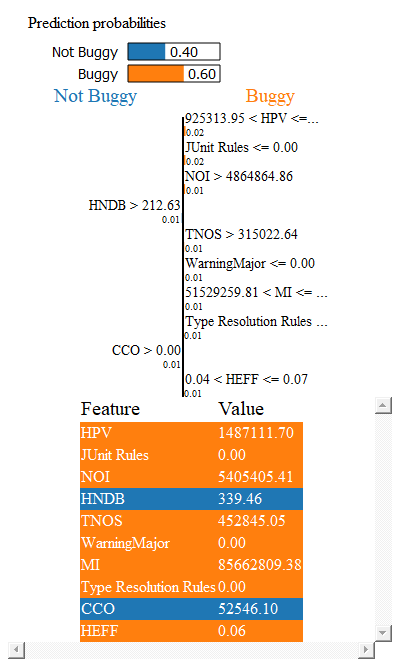 Prediction probabilities
Not Buggy 0.40
Buggy 0.60
Not Buggy Buggy
925313.95 < HPV <=...
0.02
JUnit Rules <= 0.00
0.02
NOI > 4864864.86
0.01
HNDB > 212.63
0.01
TNOS > 315022.64
0.01
WarningMajor <= 0.00
0.01
51529259.81 < MI <= ...
0.01
Type Resolution Rules ...
0.01
CCO > 0.00
0.01
0.04 < HEFF <= 0.07
0.01
Feature Value
HPV 1487111.70
JUnit Rules 0.00
NOI 5405405.41
HNDB 339.46
TNOS 452845.05
WarningMajor 0.00
MI 85662809.38
Type Resolution Rules 0.00
CCO 52546.10
HEFF 0.06